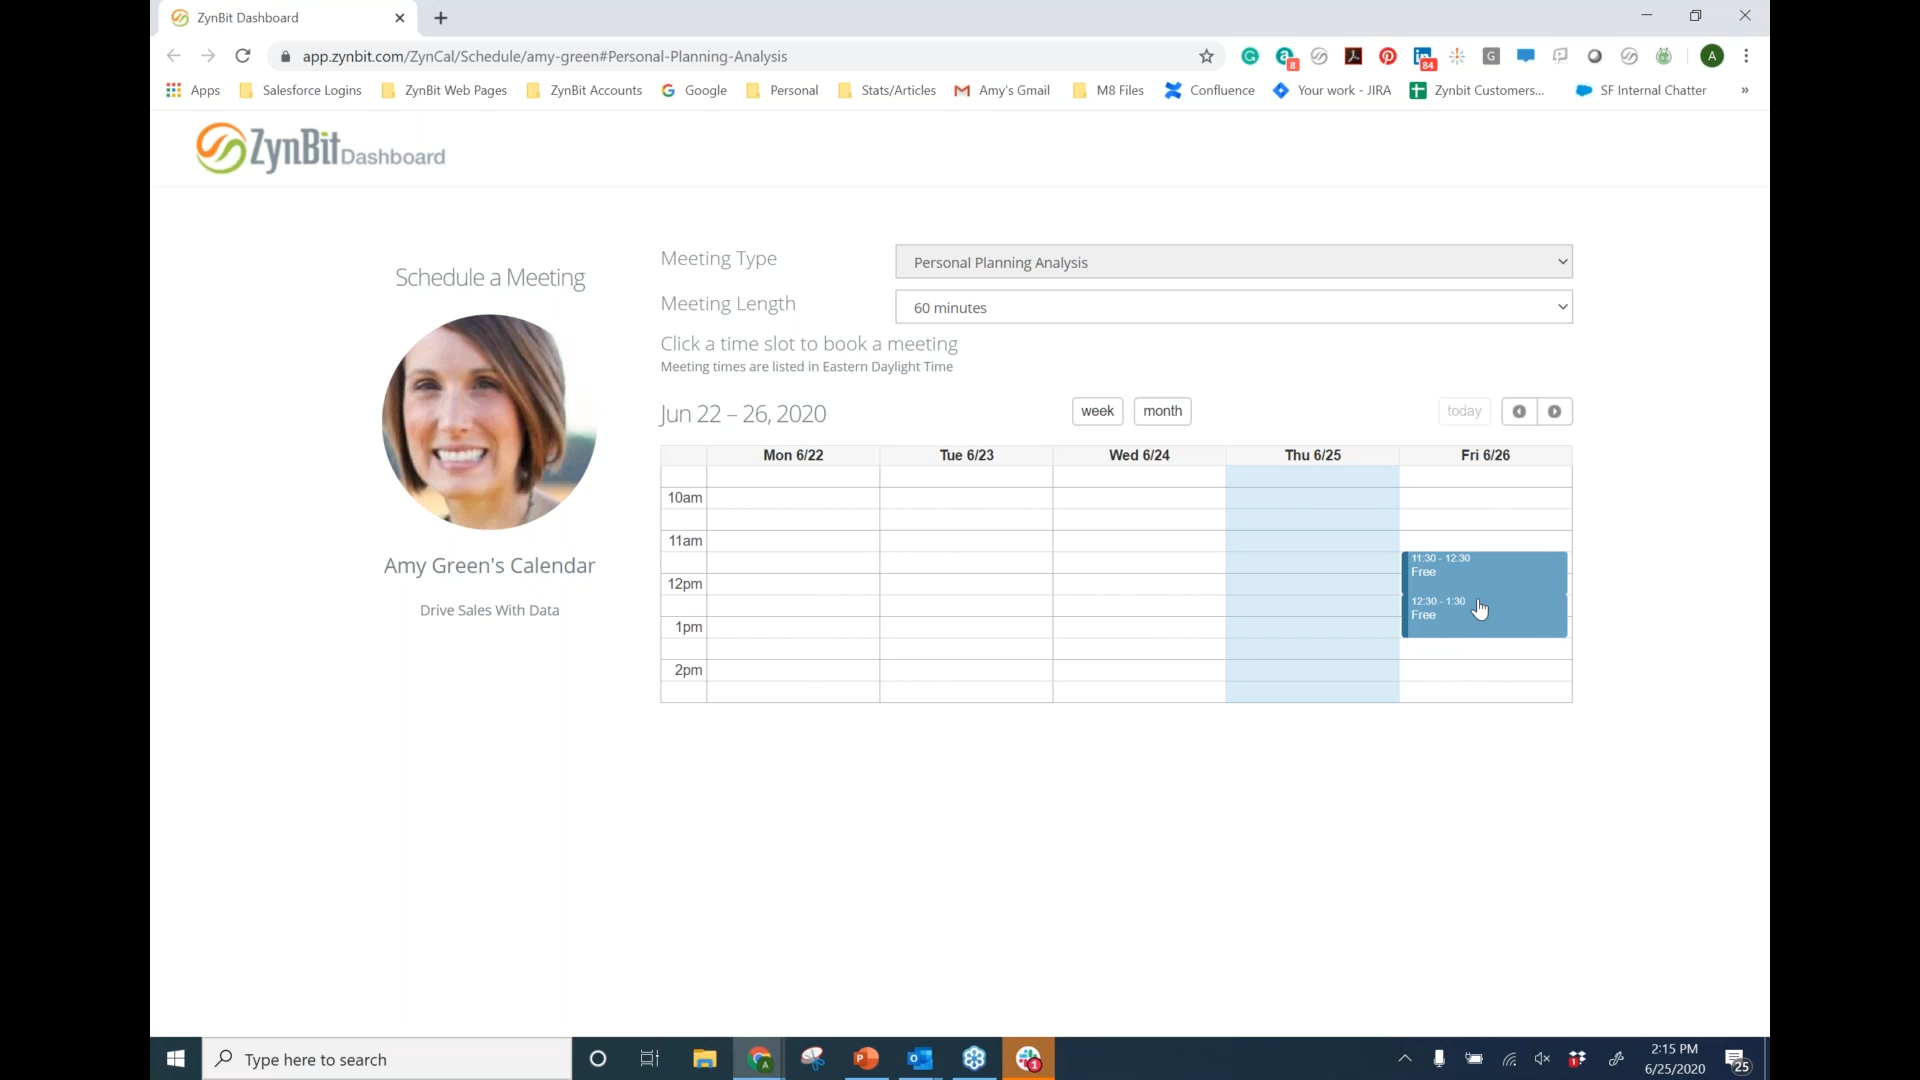 ZynBit Dashboard
app.zynbit.com/ZynCal/Schedule/amy-green#Personal-Planning-Analysis
8
84
G
A
Apps Salesforce Logins ZynBit Web Pages ZynBit Accounts Google Personal Stats/Articles Amy's Gmail M8 Files Confluence Your work - JIRA Zynbit Customers... SF Internal Chatter »
ZynBit Dashboard
Schedule a Meeting
Amy Green's Calendar
Drive Sales With Data
Meeting Type Personal Planning Analysis
Meeting Length 60 minutes
Click a time slot to book a meeting
Meeting times are listed in Eastern Daylight Time
Jun 22 – 26, 2020 week month today
Mon 6/22 Tue 6/23 Wed 6/24 Thu 6/25 Fri 6/26
10am
11am
11:30 - 12:30
Free
12pm
12:30 - 1:30
Free
1pm
2pm
Type here to search
A
P
1
1
2:15 PM
6/25/2020
25